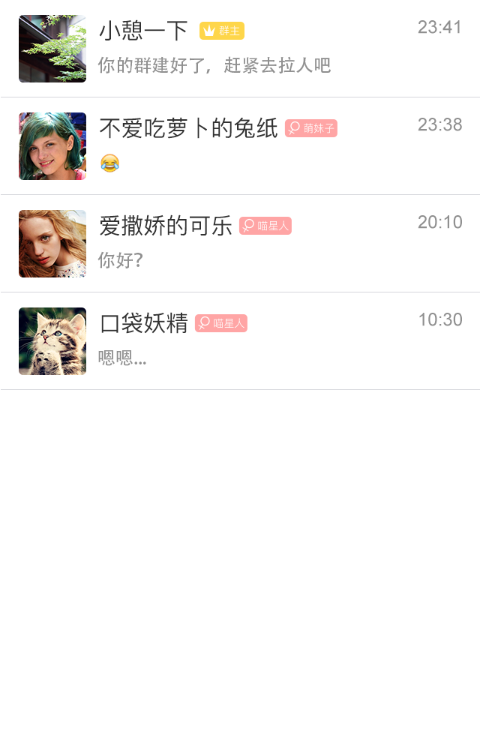 小憩一下 群主 23:41
你的群建好了，赶紧去拉人吧
不爱吃萝卜的兔纸 萌妹子 23:38
😂
爱撒娇的可乐 喵星人 20:10
你好？
口袋妖精 喵星人 10:30
嗯嗯...